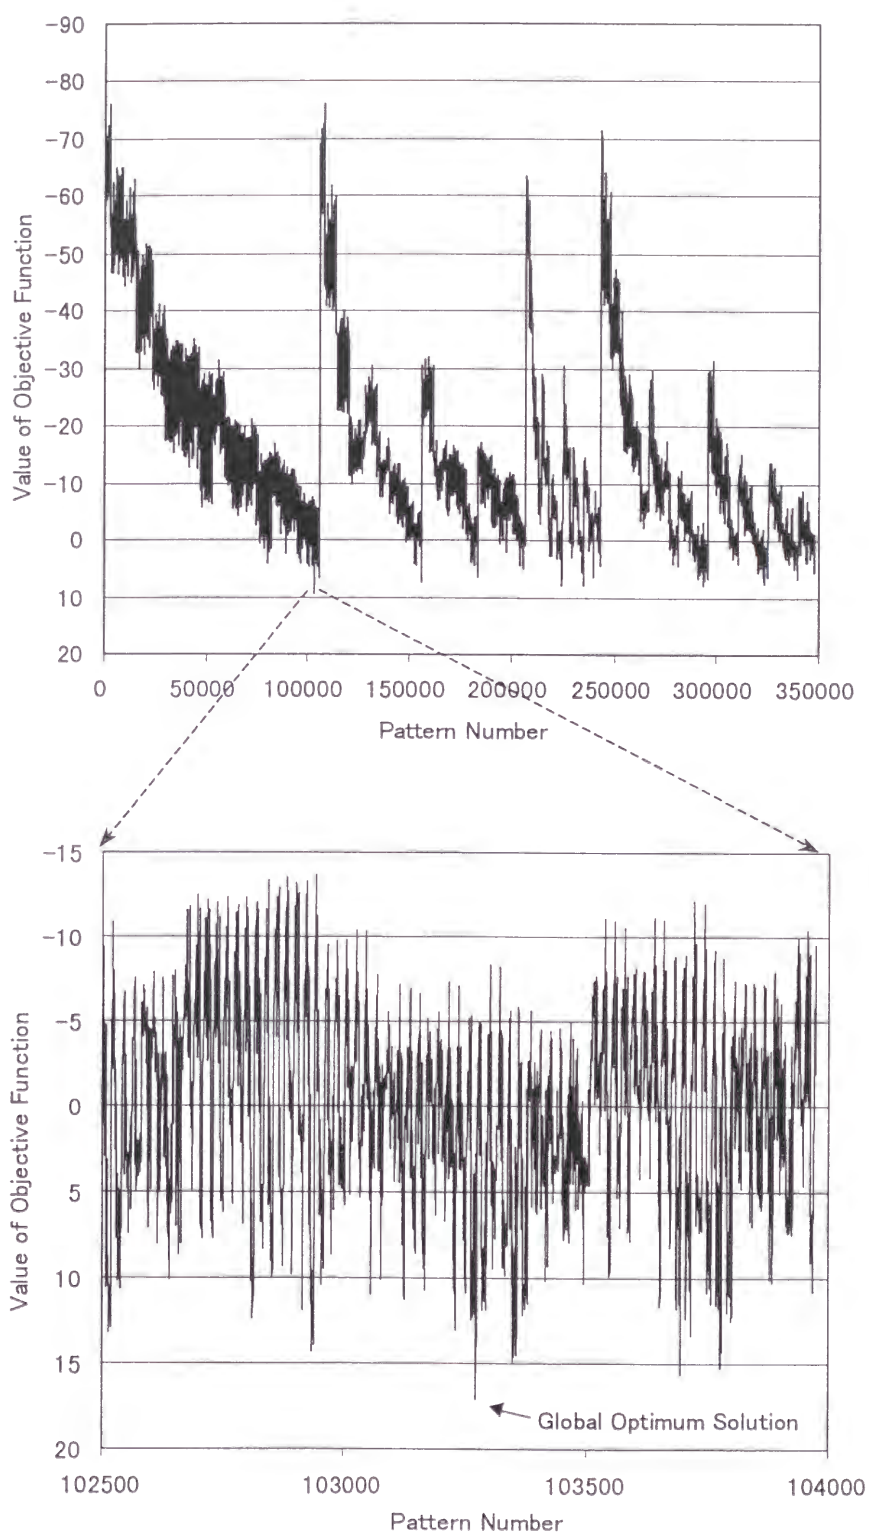 -90
-80
-70
-60
-50
-40
-30
-20
-10
0
10
20
Value of Objective Function
0 50000 100000 150000 200000 250000 300000 350000
Pattern Number
-15
-10
-5
0
5
10
15
20
Value of Objective Function
Global Optimum Solution
102500 103000 103500 104000
Pattern Number